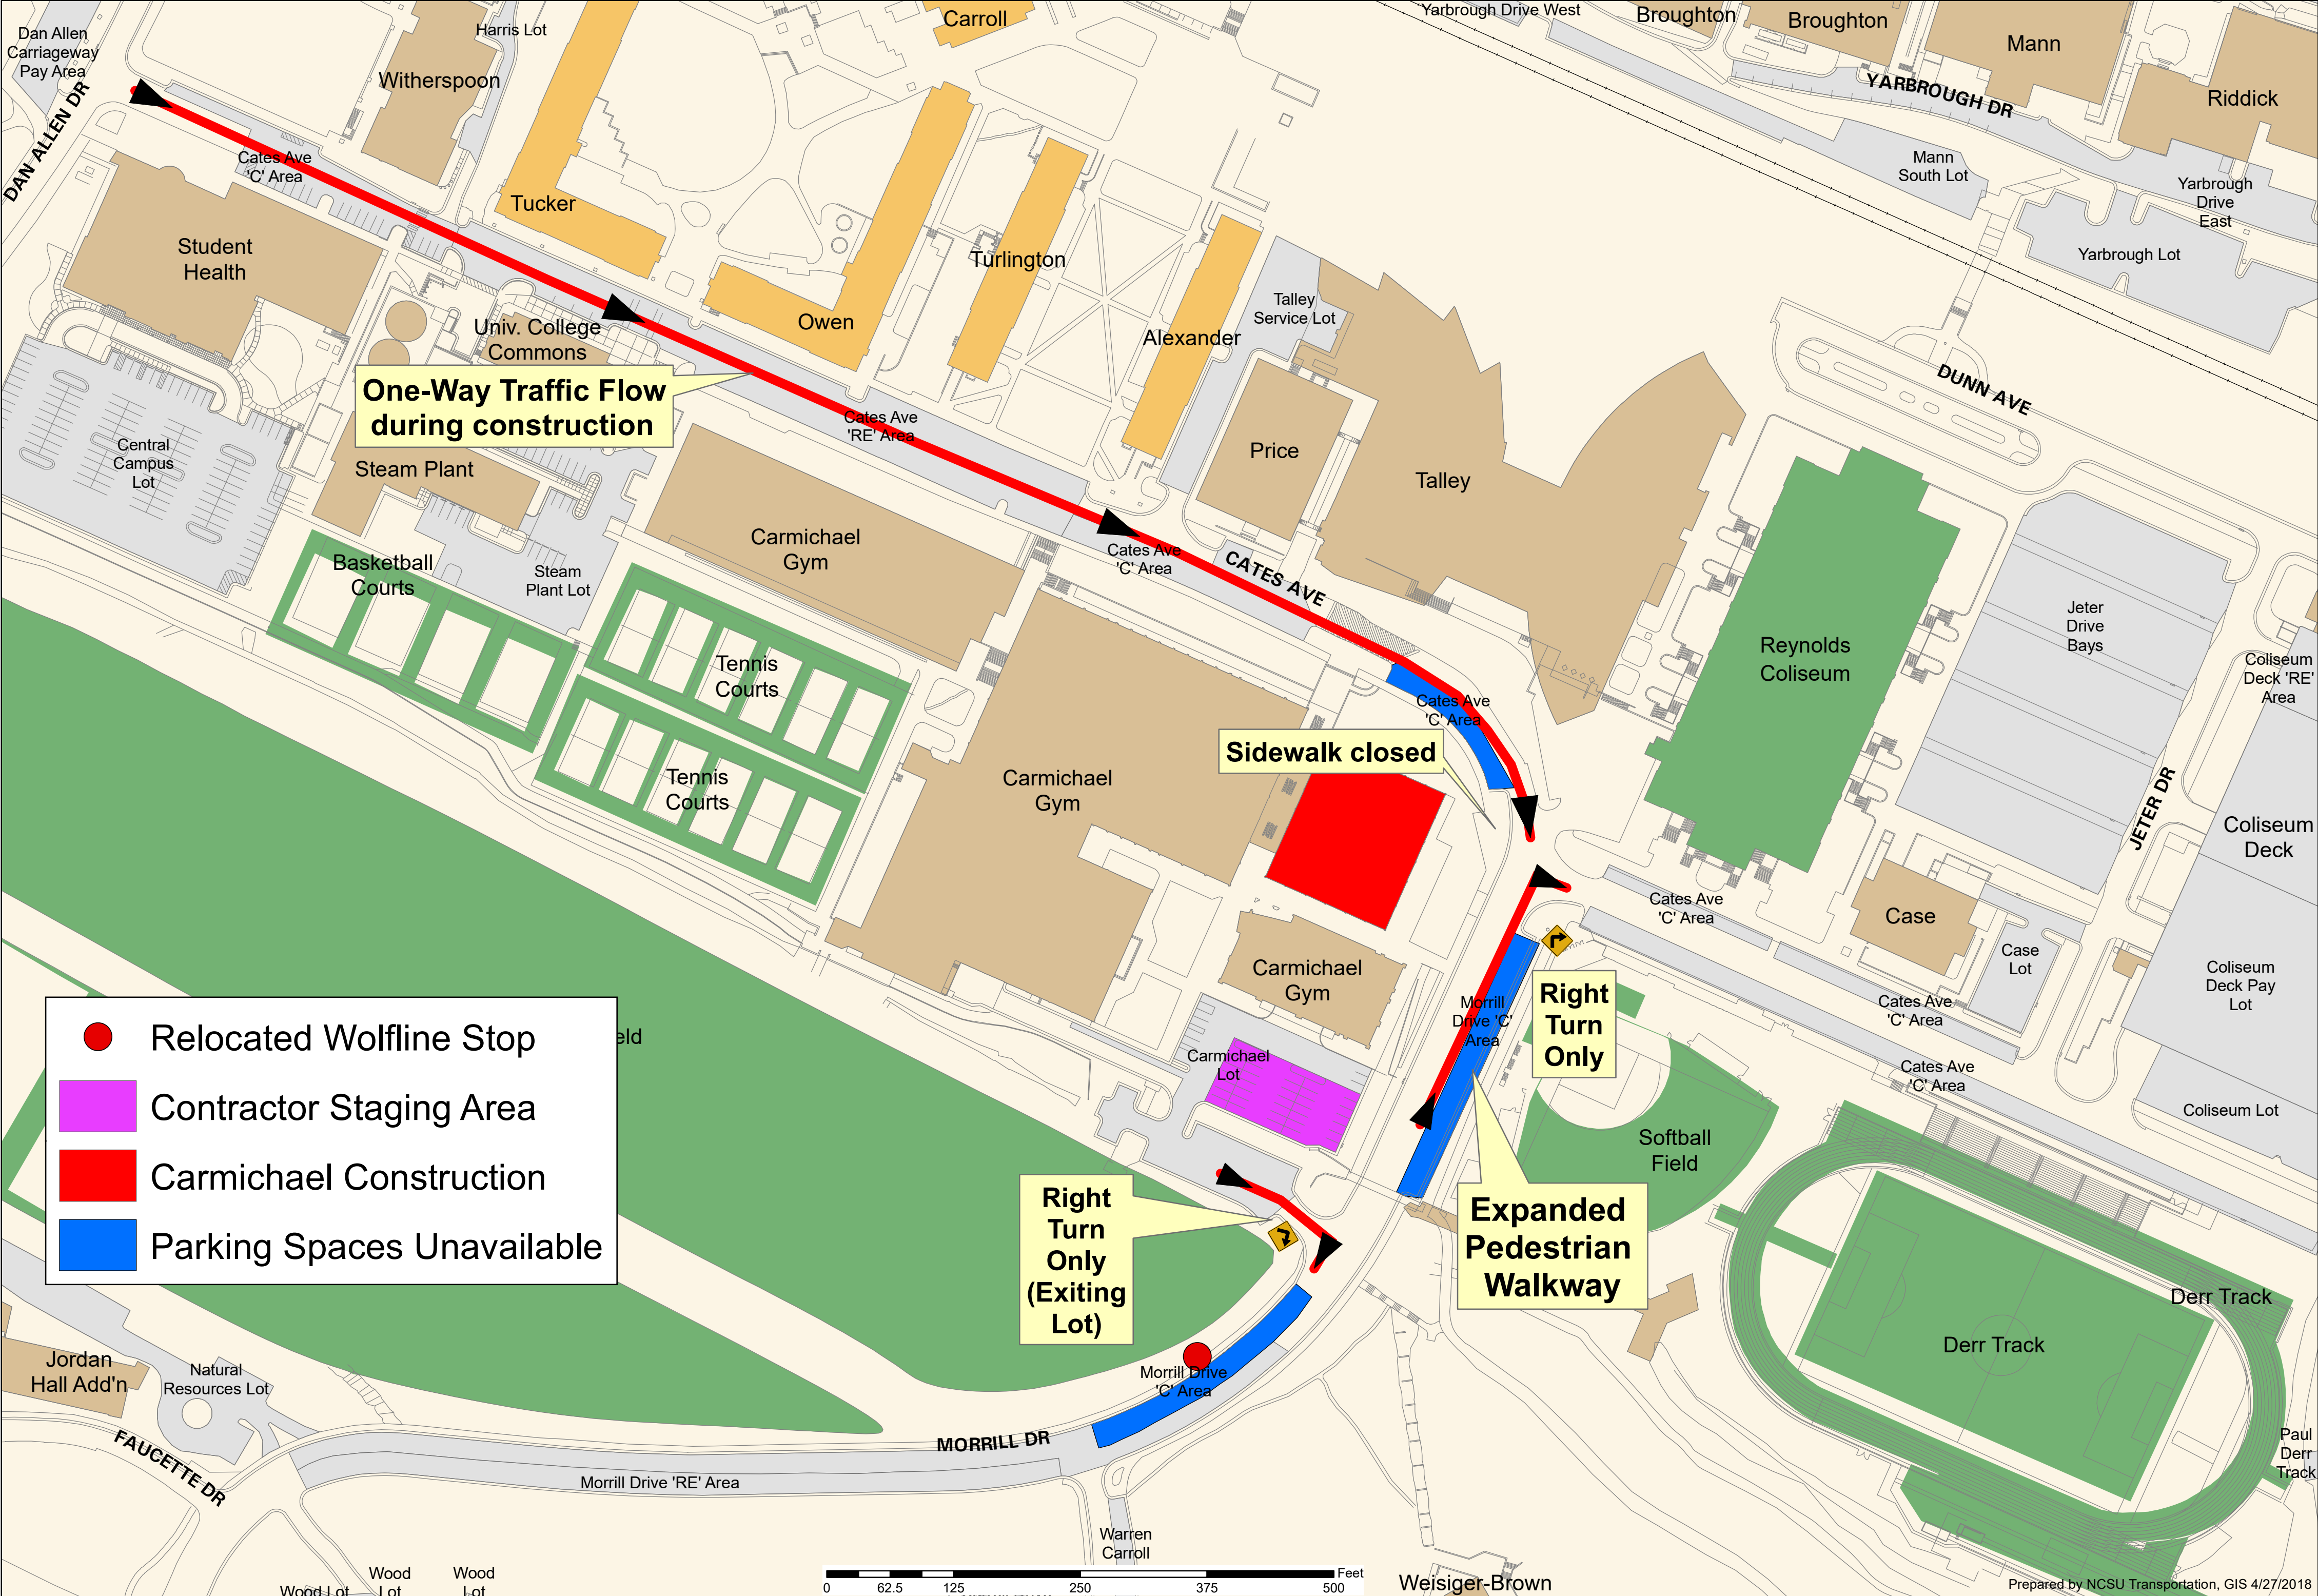 Dan Allen
Carriageway
Pay Area
Harris Lot
Carroll
Yarbrough Drive West
Broughton
Broughton
Mann
Witherspoon
YARBROUGH DR
Riddick
DAN ALLEN DR
Cates Ave
'C' Area
Mann
South Lot
Yarbrough
Drive
East
Tucker
Student
Health
Turlington
Yarbrough Lot
Talley
Service Lot
Univ. College
Commons
Owen
Alexander
DUNN AVE
One-Way Traffic Flow
during construction
Cates Ave
'RE' Area
Central
Campus
Lot
Steam Plant
Price
Talley
Carmichael
Gym
Basketball
Courts
Steam
Plant Lot
Cates Ave
'C' Area
CATES AVE
Jeter
Drive
Bays
Reynolds
Coliseum
Coliseum
Deck 'RE'
Area
Tennis
Courts
Cates Ave
'C' Area
Sidewalk closed
Tennis
Courts
Carmichael
Gym
JETER DR
Coliseum
Deck
Cates Ave
'C' Area
Case
Case
Lot
Carmichael
Gym
Coliseum
Deck Pay
Lot
Right
Turn
Only
Morrill
Drive 'C'
Area
Cates Ave
'C' Area
eld
Relocated Wolfline Stop
Contractor Staging Area
Carmichael Construction
Parking Spaces Unavailable
Carmichael
Lot
Cates Ave
'C' Area
Coliseum Lot
Softball
Field
Right
Turn
Only
(Exiting
Lot)
Expanded
Pedestrian
Walkway
Derr Track
Derr Track
Jordan
Hall Add'n
Natural
Resources Lot
Morrill Drive
'C' Area
MORRILL DR
FAUCETTE DR
Morrill Drive 'RE' Area
Paul
Derr
Track
Warren
Carroll
Wood Lot
Wood
Lot
Wood
Lot
Feet
0 62.5 125 250 375 500
Weisiger-Brown
Prepared by NCSU Transportation, GIS 4/27/2018